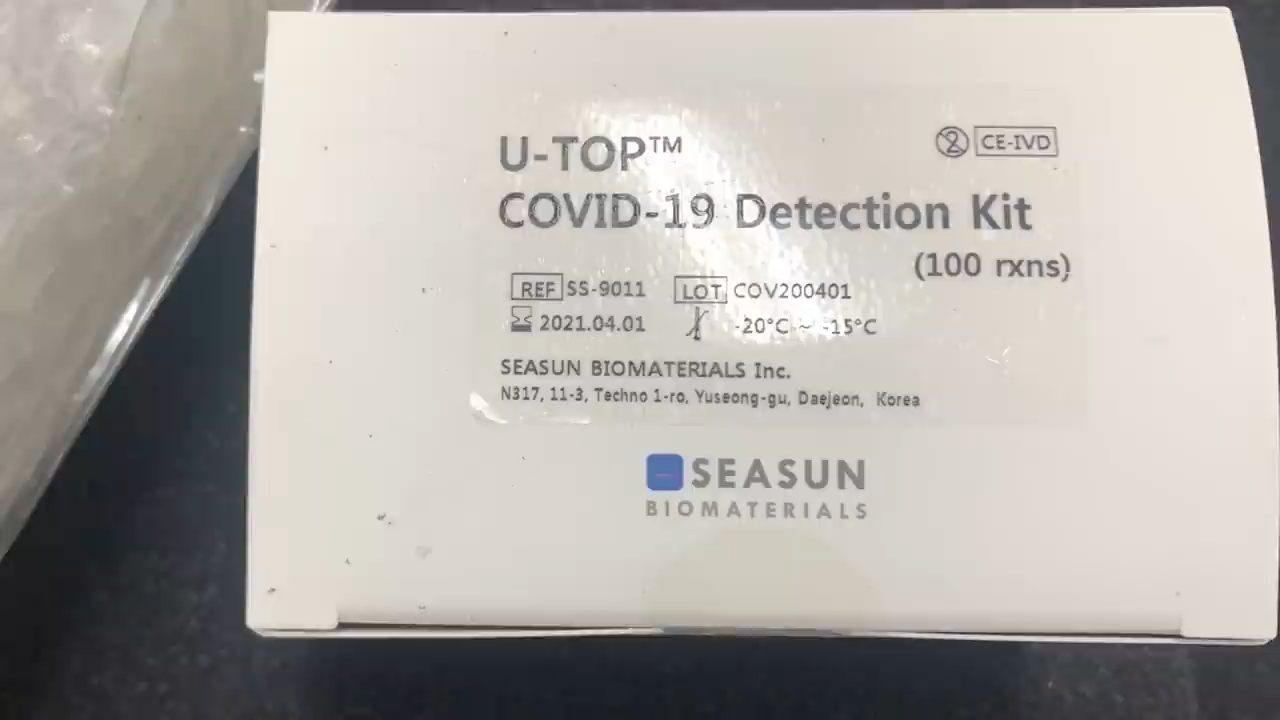 U-TOP™
CE-IVD
COVID-19 Detection Kit
(100 rxns)
REF SS-9011 LOT COV200401
2021.04.01 -20°C ~ -15°C
SEASUN BIOMATERIALS Inc.
N317, 11-3, Techno 1-ro, Yuseong-gu, Daejeon, Korea
SEASUN
BIOMATERIALS